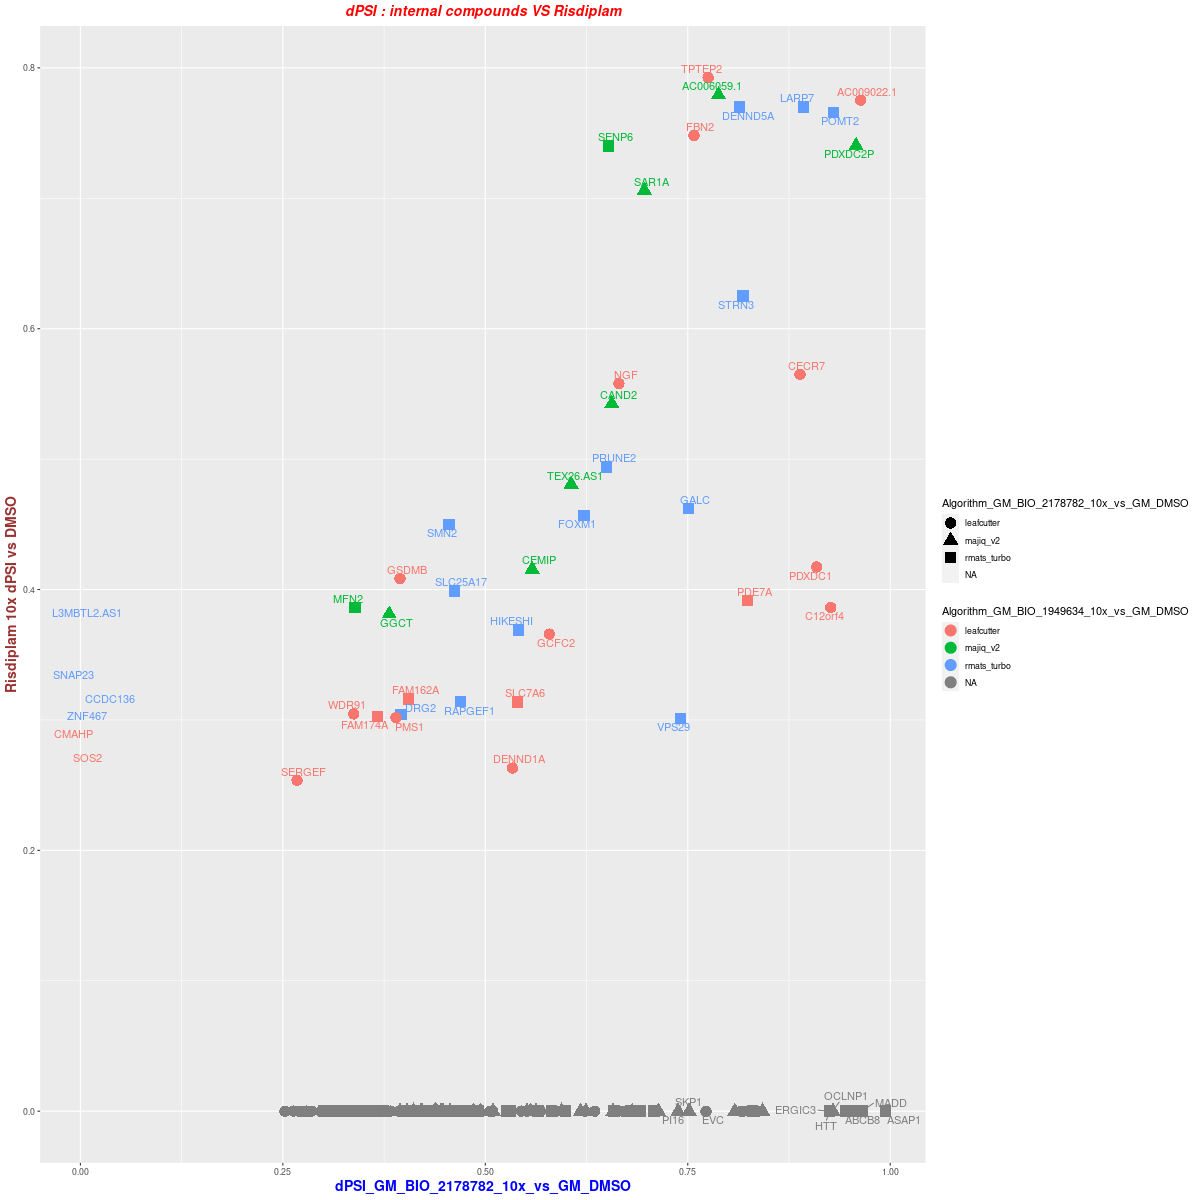 dPSI : internal compounds VS Risdiplam
Risdiplam 10x dPSI vs DMSO
0.8
0.6
0.4
0.2
0.0
TPTEP2
AC006059.1
AC009022.1
LARP7
DENND5A
POMT2
FBN2
SENP6
PDXDC2P
SAR1A
STRN3
CECR7
NGF
CAND2
PRUNE2
TEX26.AS1
GALC
FOXM1
SMN2
CEMIP
GSDMB
PDXDC1
SLC25A17
PDE7A
MFN2
L3MBTL2.AS1
C12orf4
GGCT
HIKESHI
GCFC2
SNAP23
CCDC136
FAM162A
SLC7A6
WDR91
DRG2
RAPGEF1
ZNF467
FAM174A
PMS1
VPS29
CMAHP
SOS2
DENND1A
SERGEF
OCLNP1
SKP1
MADD
ERGIC3
PI16
EVC
ABCB8
ASAP1
HTT
0.00
0.25
0.50
0.75
1.00
dPSI_GM_BIO_2178782_10x_vs_GM_DMSO
Algorithm_GM_BIO_2178782_10x_vs_GM_DMSO
leafcutter
majiq_v2
rmats_turbo
NA
Algorithm_GM_BIO_1949634_10x_vs_GM_DMSO
leafcutter
majiq_v2
rmats_turbo
NA